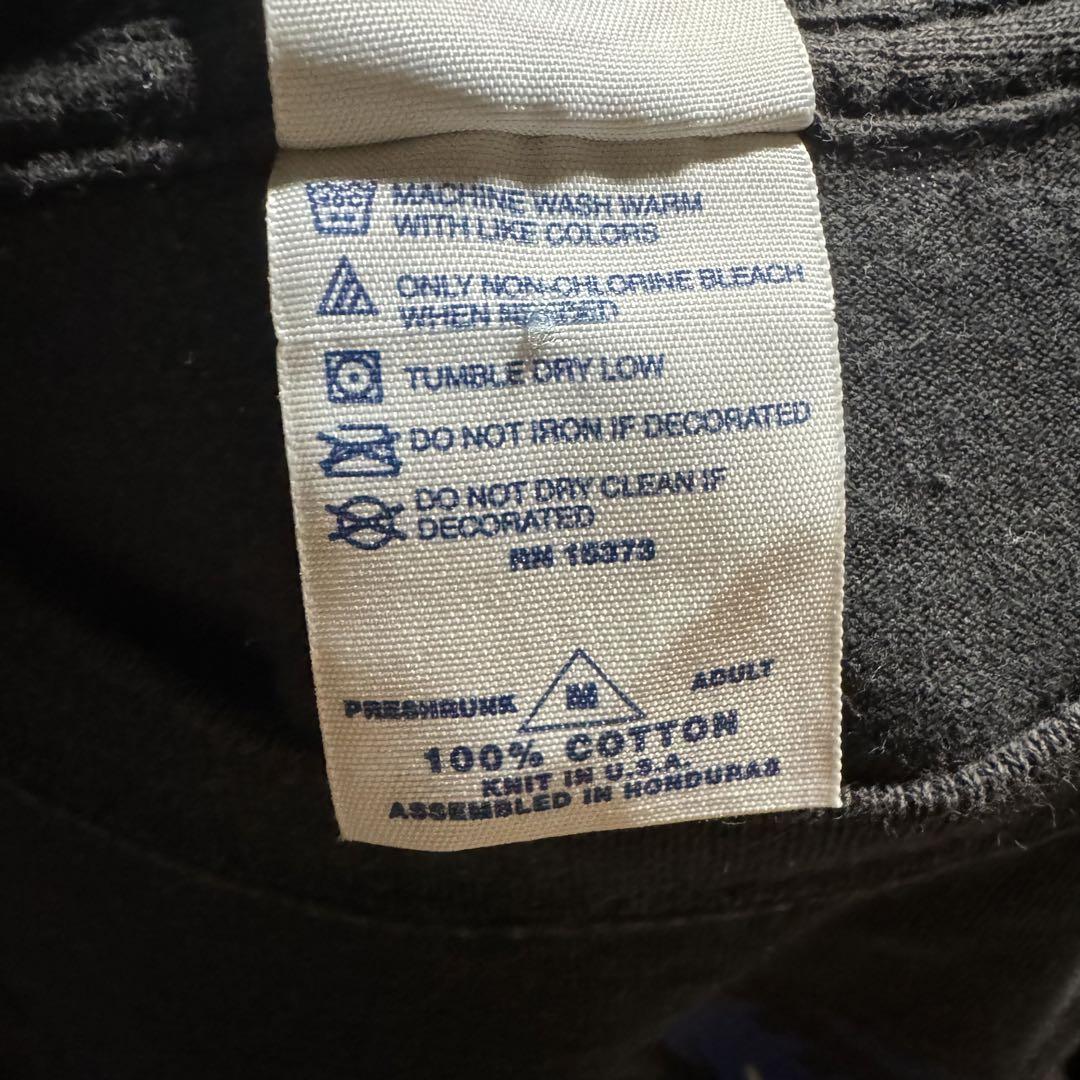 MACHINE WASH WARM
WITH LIKE COLORS
ONLY NON-CHLORINE BLEACH
WHEN NEEDED
TUMBLE DRY LOW
DO NOT IRON IF DECORATED
DO NOT DRY CLEAN IF
DECORATED
RN 15373
PRESHRUNK M ADULT
100% COTTON
KNIT IN U.S.A.
ASSEMBLED IN HONDURAS